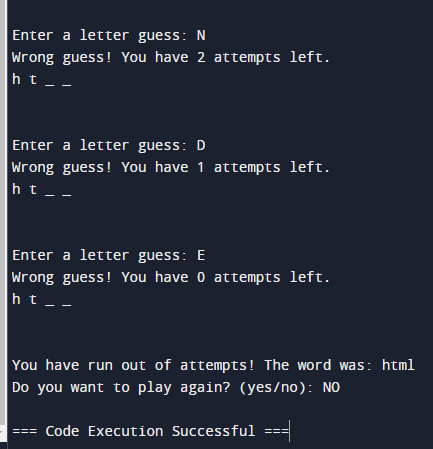 Enter a letter guess: N
Wrong guess! You have 2 attempts left.
h t _ _
Enter a letter guess: D
Wrong guess! You have 1 attempts left.
h t _ _
Enter a letter guess: E
Wrong guess! You have 0 attempts left.
h t _ _
You have run out of attempts! The word was: html
Do you want to play again? (yes/no): NO
=== Code Execution Successful ===